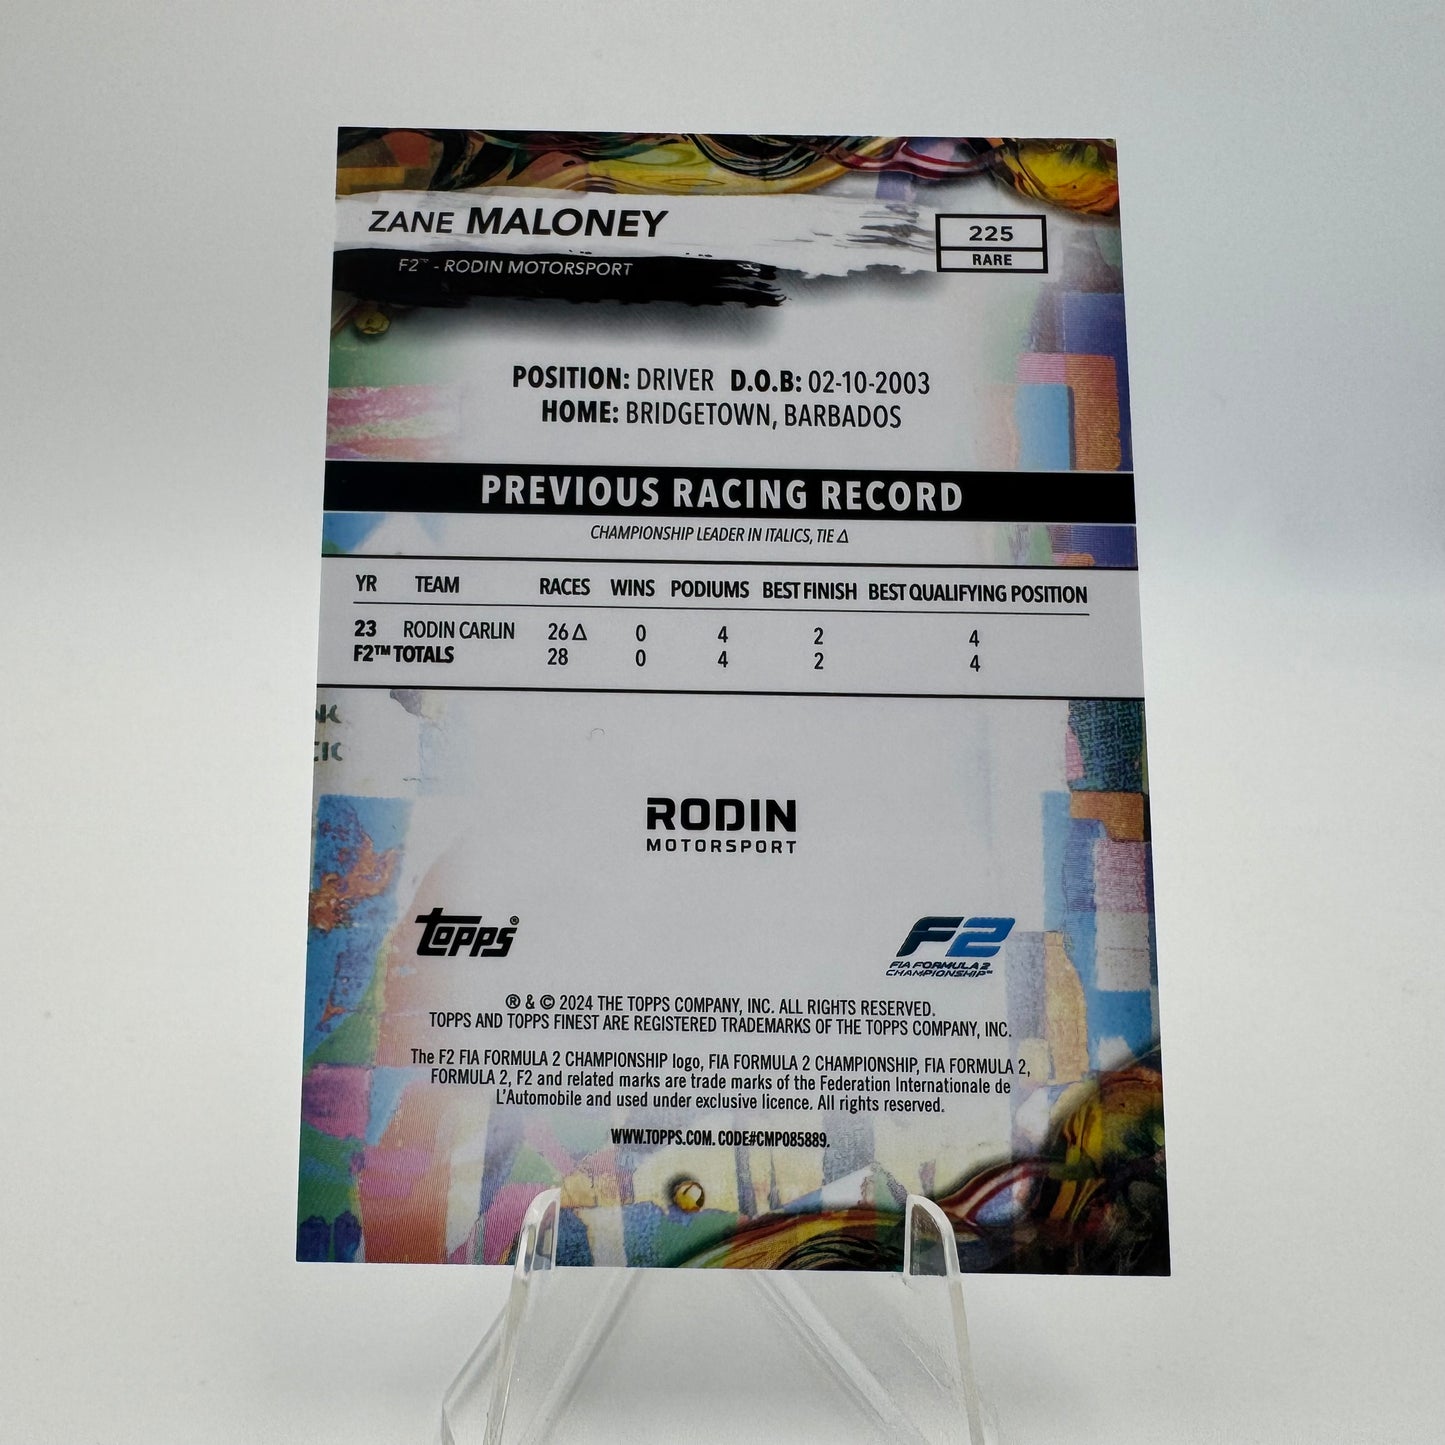 ZANE MALONEY
225
RARE
F2™ - RODIN MOTORSPORT
POSITION: DRIVER D.O.B: 02-10-2003
HOME: BRIDGETOWN, BARBADOS
PREVIOUS RACING RECORD
CHAMPIONSHIP LEADER IN ITALICS, TIE Δ
YR TEAM RACES WINS PODIUMS BEST FINISH BEST QUALIFYING POSITION
23 RODIN CARLIN 26Δ 0 4 2 4
F2™ TOTALS 28 0 4 2 4
RODIN
MOTORSPORT
topps®
F2
FIA FORMULA 2
CHAMPIONSHIP™
® & © 2024 THE TOPPS COMPANY, INC. ALL RIGHTS RESERVED.
TOPPS AND TOPPS FINEST ARE REGISTERED TRADEMARKS OF THE TOPPS COMPANY, INC.
The F2 FIA FORMULA 2 CHAMPIONSHIP logo, FIA FORMULA 2 CHAMPIONSHIP, FIA FORMULA 2,
FORMULA 2, F2 and related marks are trade marks of the Federation Internationale de
L'Automobile and used under exclusive licence. All rights reserved.
WWW.TOPPS.COM. CODE#CMP085889.